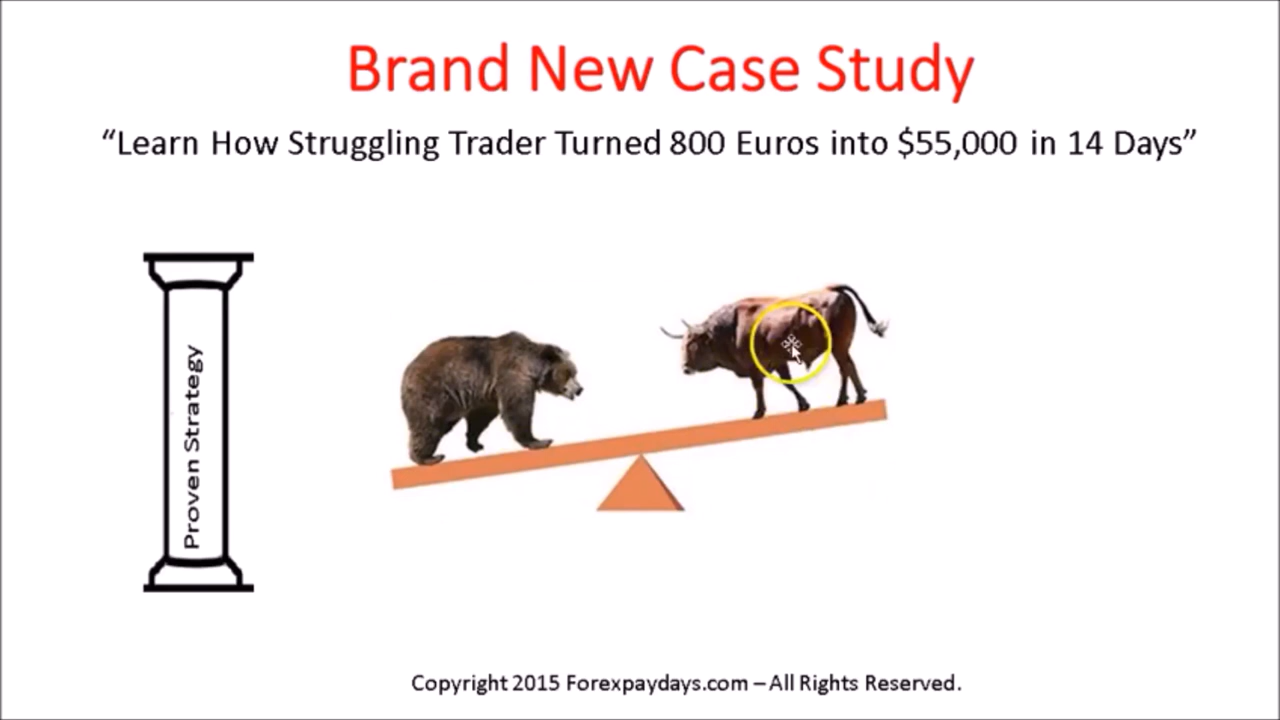 Brand New Case Study
“Learn How Struggling Trader Turned 800 Euros into $55,000 in 14 Days”
Proven Strategy
Copyright 2015 Forexpaydays.com – All Rights Reserved.